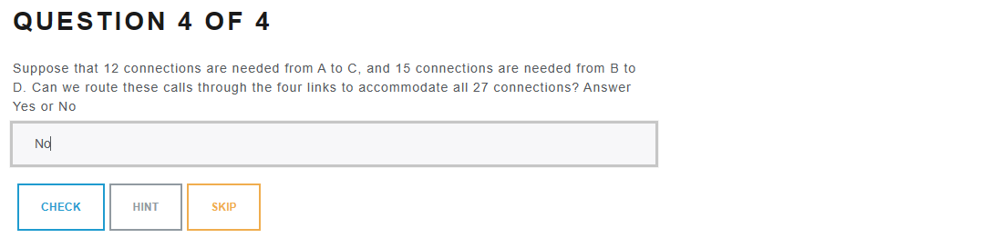 QUESTION 4 OF 4
Suppose that 12 connections are needed from A to C, and 15 connections are needed from B to
D. Can we route these calls through the four links to accommodate all 27 connections? Answer
Yes or No
No
CHECK HINT SKIP